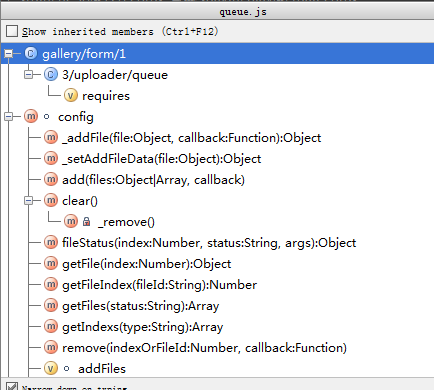 queue.js
Show inherited members (Ctrl+F12)
gallery/form/1
3/uploader/queue
requires
config
_addFile(file:Object, callback:Function):Object
_setAddFileData(file:Object):Object
add(files:Object|Array, callback)
clear()
_remove()
fileStatus(index:Number, status:String, args):Object
getFile(index:Number):Object
getFileIndex(fileId:String):Number
getFiles(status:String):Array
getIndexs(type:String):Array
remove(indexOrFileId:Number, callback:Function)
addFiles
Narrow down on typing